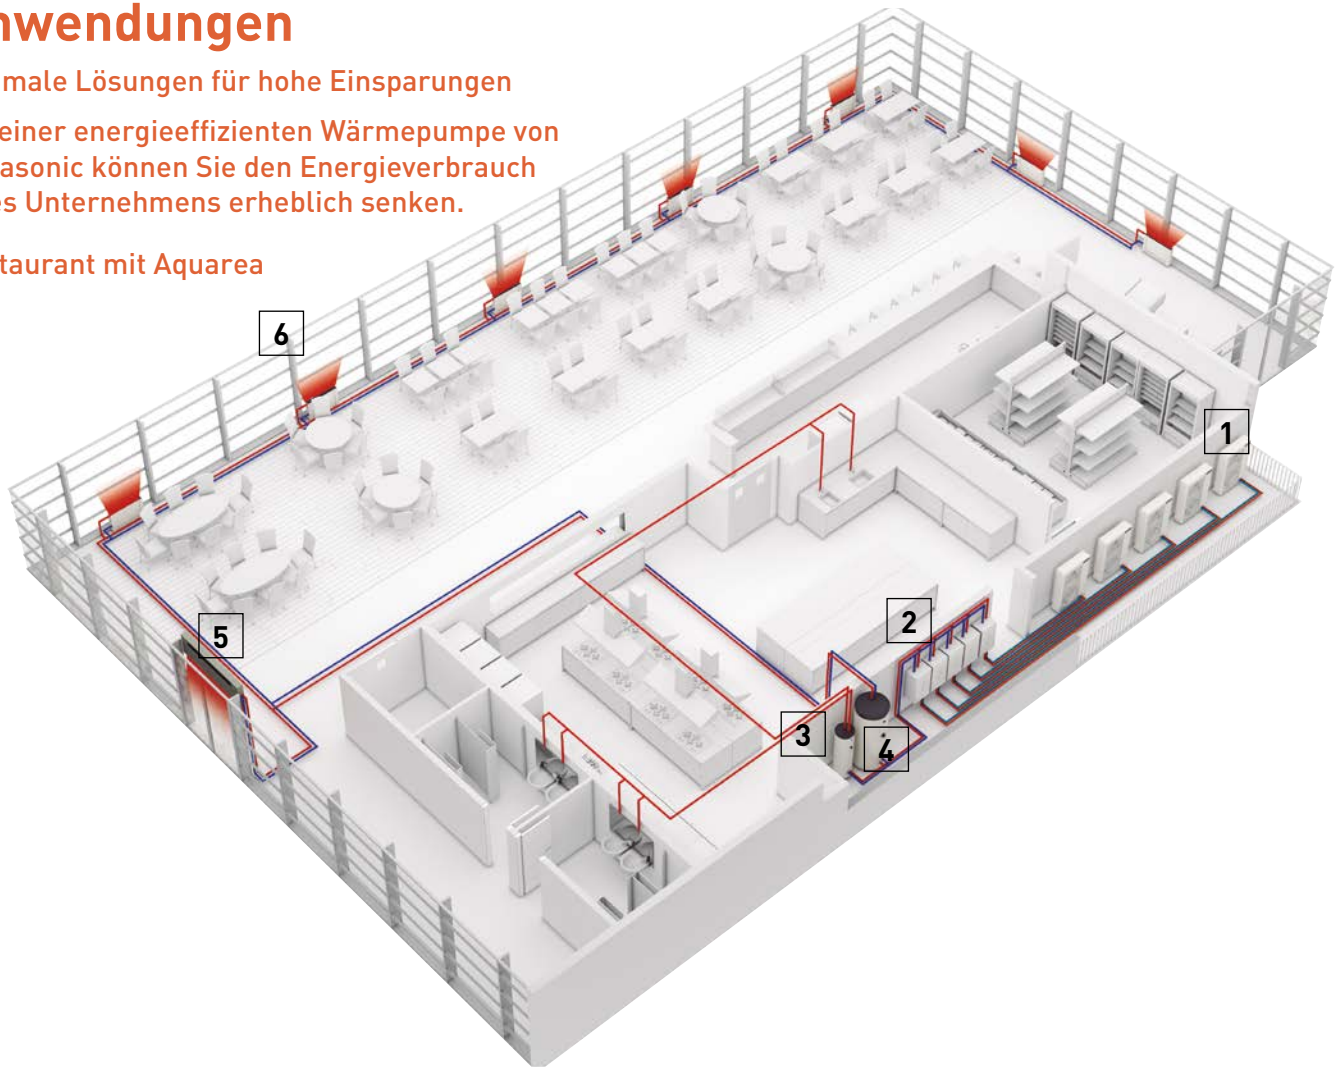 nwendungen
male Lösungen für hohe Einsparungen
einer energieeffizienten Wärmepumpe von
asonic können Sie den Energieverbrauch
es Unternehmens erheblich senken.
taurant mit Aquarea
6
1
2
5
3
4